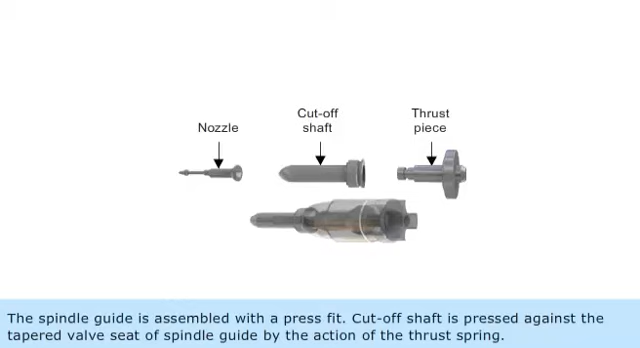 Nozzle
Cut-off
shaft
Thrust
piece
The spindle guide is assembled with a press fit. Cut-off shaft is pressed against the
tapered valve seat of spindle guide by the action of the thrust spring.